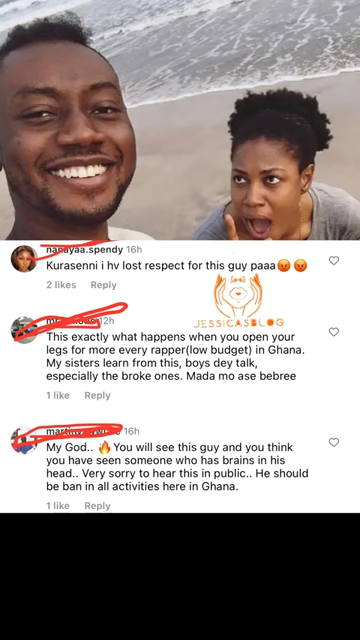 nanayaa.spendy 16h
Kurasenni i hv lost respect for this guy paaa😡 😡
2 likes Reply
JESSICASBLOG
12h
This exactly what happens when you open your
legs for more every rapper(low budget) in Ghana.
My sisters learn from this, boys dey talk,
especially the broke ones. Mada mo ase bebree
1 like Reply
16h
My God.. 🔥You will see this guy and you think
you have seen someone who has brains in his
head.. Very sorry to hear this in public.. He should
be ban in all activities here in Ghana.
1 like Reply